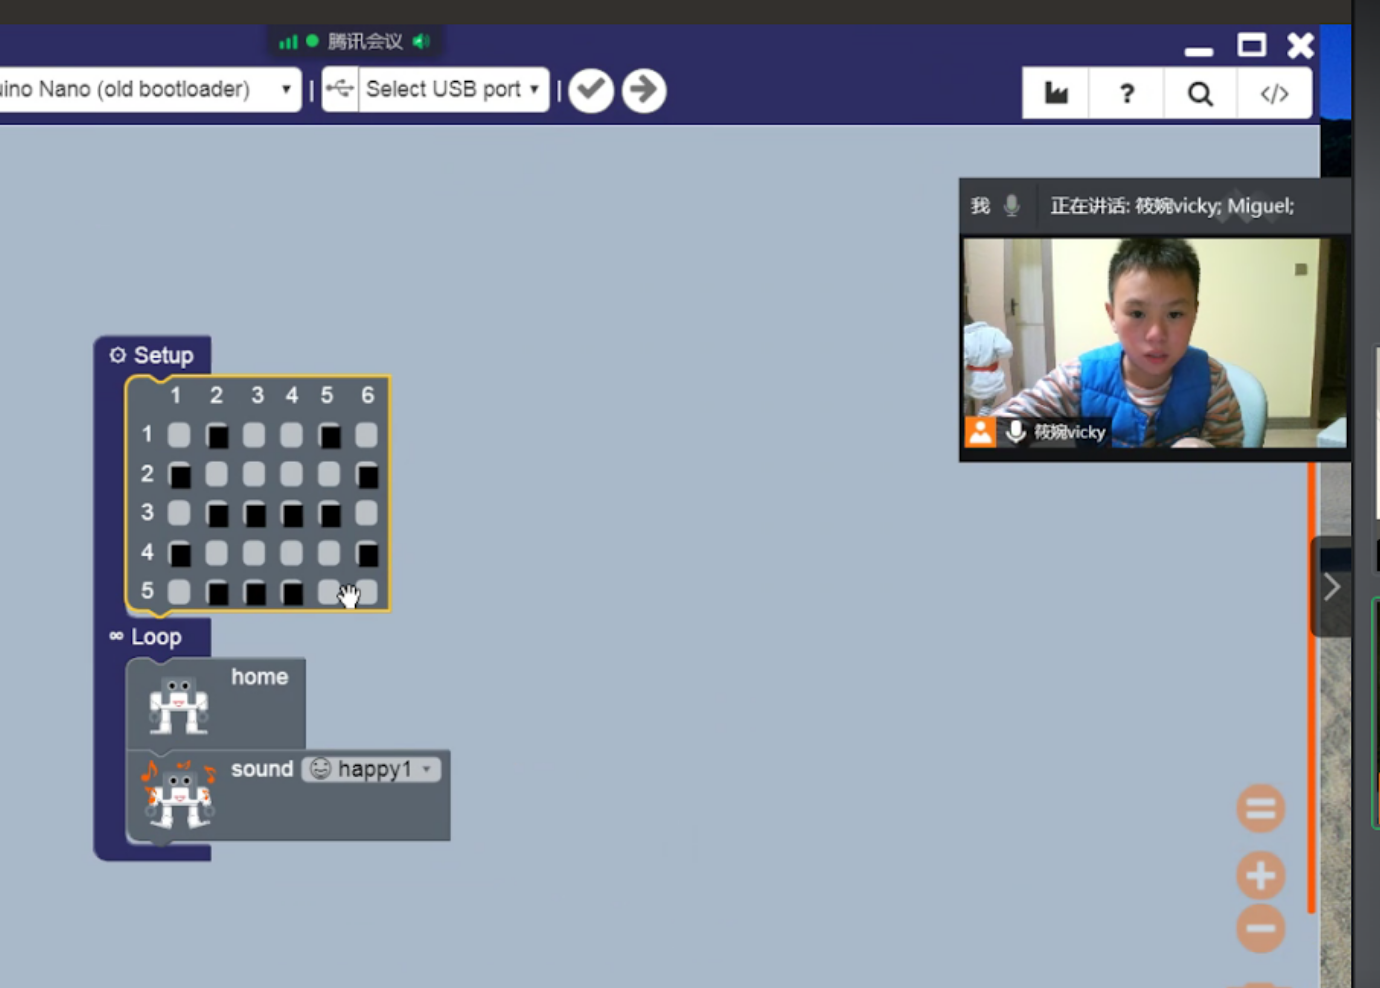 腾讯会议
uino Nano (old bootloader)
Select USB port
?
</>
我
正在讲话: 筱婉vicky; Miguel;
筱婉vicky
Setup
1 2 3 4 5 6
1
2
3
4
5
Loop
home
sound happy1